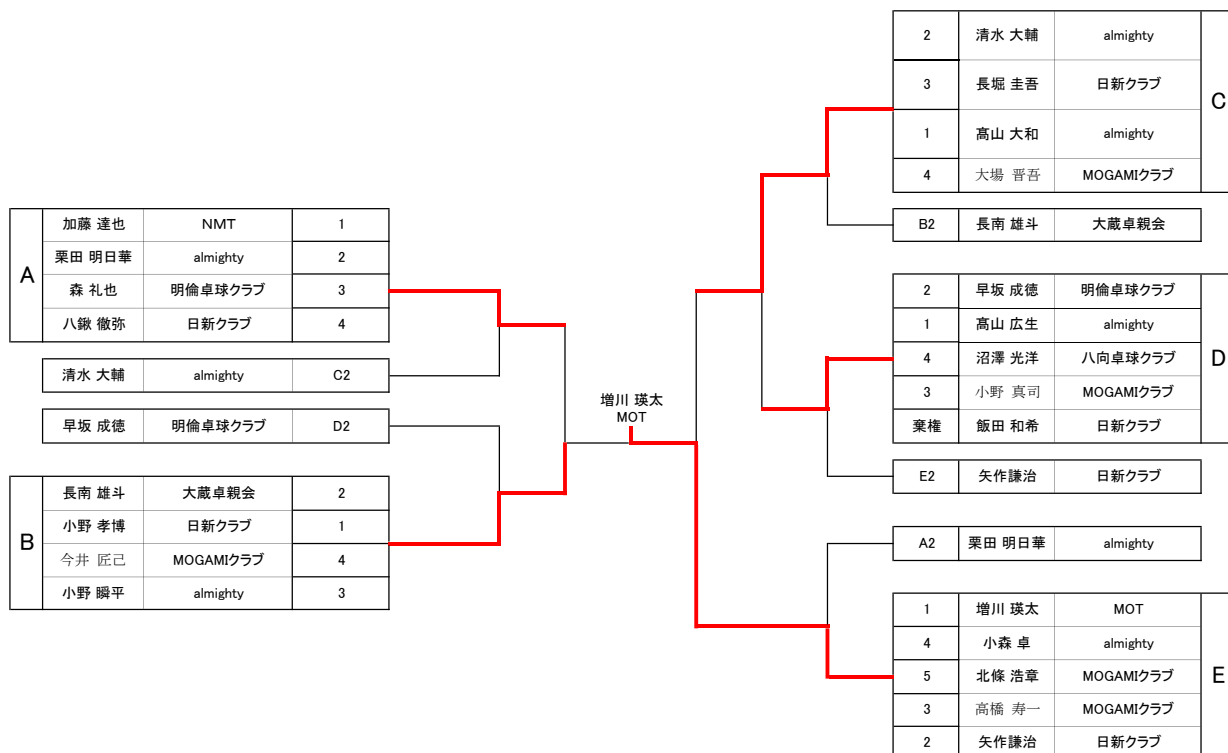 A
加藤 達也 NMT 1
栗田 明日華 almighty 2
森 礼也 明倫卓球クラブ 3
八鍬 徹弥 日新クラブ 4
清水 大輔 almighty C2
早坂 成德 明倫卓球クラブ D2
B
長南 雄斗 大蔵卓親会 2
小野 孝博 日新クラブ 1
今井 匠己 MOGAMIクラブ 4
小野 瞬平 almighty 3
増川 瑛太
MOT
2 清水 大輔 almighty
3 長堀 圭吾 日新クラブ
1 髙山 大和 almighty
4 大場 晋吾 MOGAMIクラブ
C
B2 長南 雄斗 大蔵卓親会
2 早坂 成德 明倫卓球クラブ
1 髙山 広生 almighty
4 沼澤 光洋 八向卓球クラブ
3 小野 真司 MOGAMIクラブ
棄権 飯田 和希 日新クラブ
D
E2 矢作謙治 日新クラブ
A2 栗田 明日華 almighty
1 増川 瑛太 MOT
4 小森 卓 almighty
5 北條 浩章 MOGAMIクラブ
3 高橋 寿一 MOGAMIクラブ
2 矢作謙治 日新クラブ
E